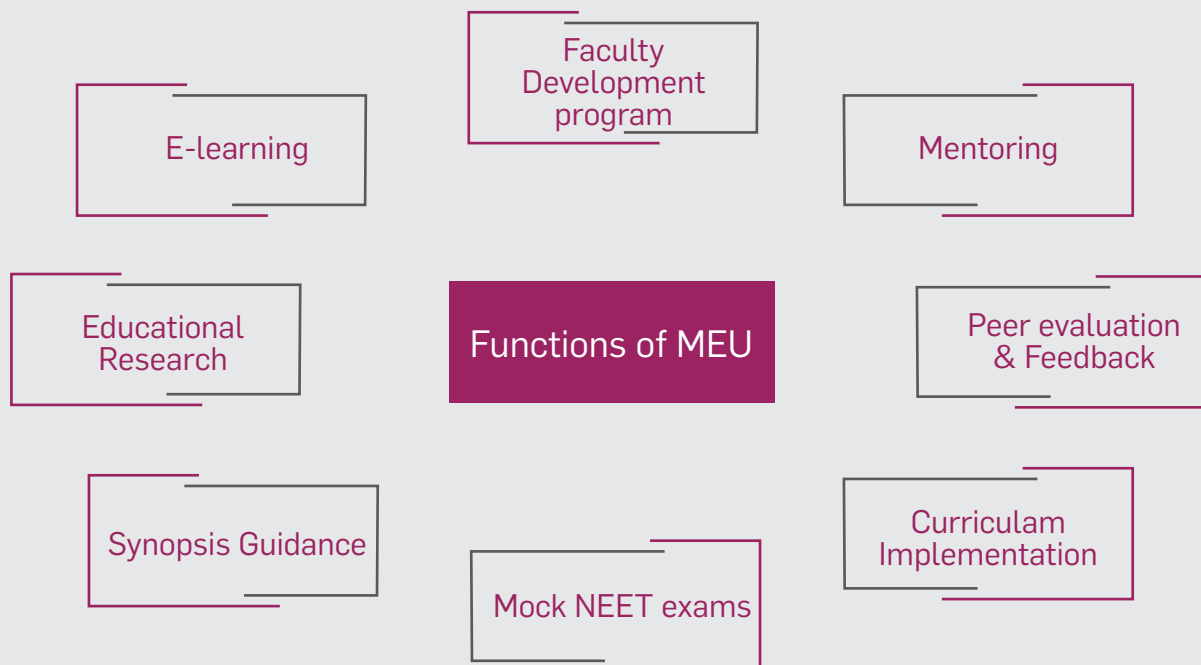 Faculty
Development
program
E-learning
Mentoring
Educational
Research
Functions of MEU
Peer evaluation
& Feedback
Synopsis Guidance
Curriculam
Implementation
Mock NEET exams